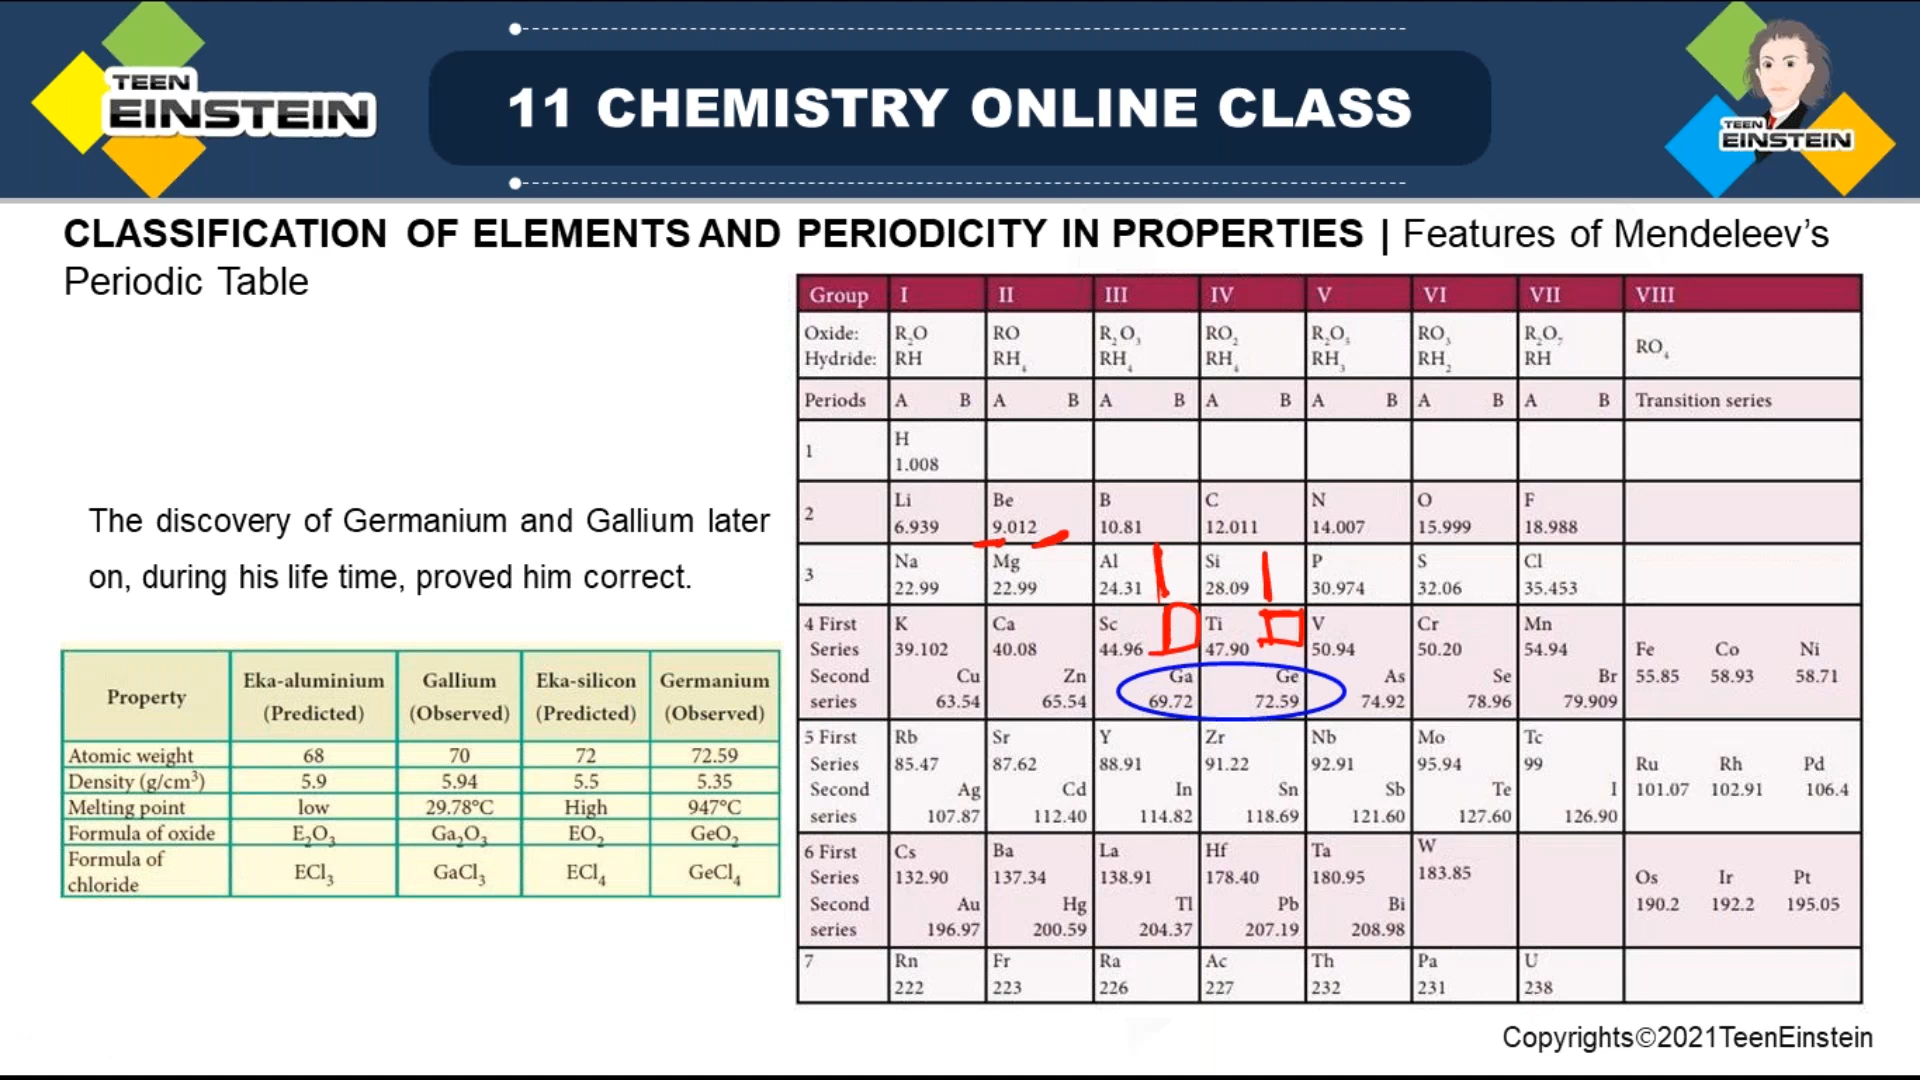 TEEN
EINSTEIN
11 CHEMISTRY ONLINE CLASS
TEEN
EINSTEIN
CLASSIFICATION OF ELEMENTS AND PERIODICITY IN PROPERTIES | Features of Mendeleev’s
Periodic Table
The discovery of Germanium and Gallium later
on, during his life time, proved him correct.
Property Eka-aluminium (Predicted) Gallium (Observed) Eka-silicon (Predicted) Germanium (Observed)
Atomic weight 68 70 72 72.59
Density (g/cm³) 5.9 5.94 5.5 5.35
Melting point low 29.78°C High 947°C
Formula of oxide E₂O₃ Ga₂O₃ EO₂ GeO₂
Formula of chloride ECl₃ GaCl₃ ECl₄ GeCl₄
Group I II III IV V VI VII VIII
Oxide: R₂O RO R₂O₃ RO₂ R₂O₅ RO₃ R₂O₇ RO₄
Hydride: RH RH₄ RH₄ RH₄ RH₃ RH₂ RH
Periods A B A B A B A B A B A B A B Transition series
1 H
1.008
2 Li Be B C N O F
6.939 9.012 10.81 12.011 14.007 15.999 18.988
3 Na Mg Al Si P S Cl
22.99 22.99 24.31 28.09 30.974 32.06 35.453
4 First K Ca Sc Ti V Cr Mn
Series 39.102 40.08 44.96 47.90 50.94 50.20 54.94 Fe Co Ni
Second Cu Zn Ga Ge As Se Br 55.85 58.93 58.71
series 63.54 65.54 69.72 72.59 74.92 78.96 79.909
5 First Rb Sr Y Zr Nb Mo Tc
Series 85.47 87.62 88.91 91.22 92.91 95.94 99 Ru Rh Pd
Second Ag Cd In Sn Sb Te I 101.07 102.91 106.4
series 107.87 112.40 114.82 118.69 121.60 127.60 126.90
6 First Cs Ba La Hf Ta W
Series 132.90 137.34 138.91 178.40 180.95 183.85 Os Ir Pt
Second Au Hg Tl Pb Bi 190.2 192.2 195.05
series 196.97 200.59 204.37 207.19 208.98
7 Rn Fr Ra Ac Th Pa U
222 223 226 227 232 231 238
Copyrights©2021TeenEinstein